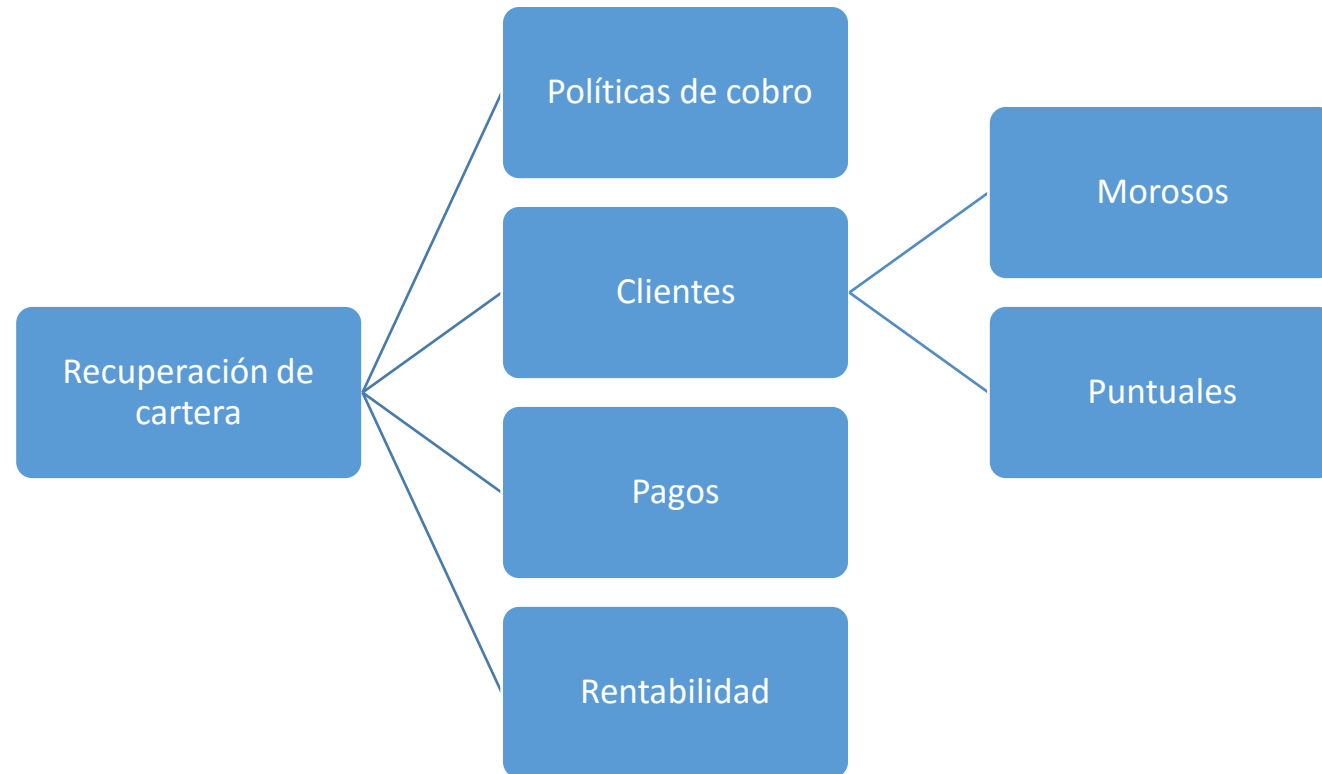 Políticas de cobro
Morosos
Clientes
Recuperación de
cartera
Puntuales
Pagos
Rentabilidad